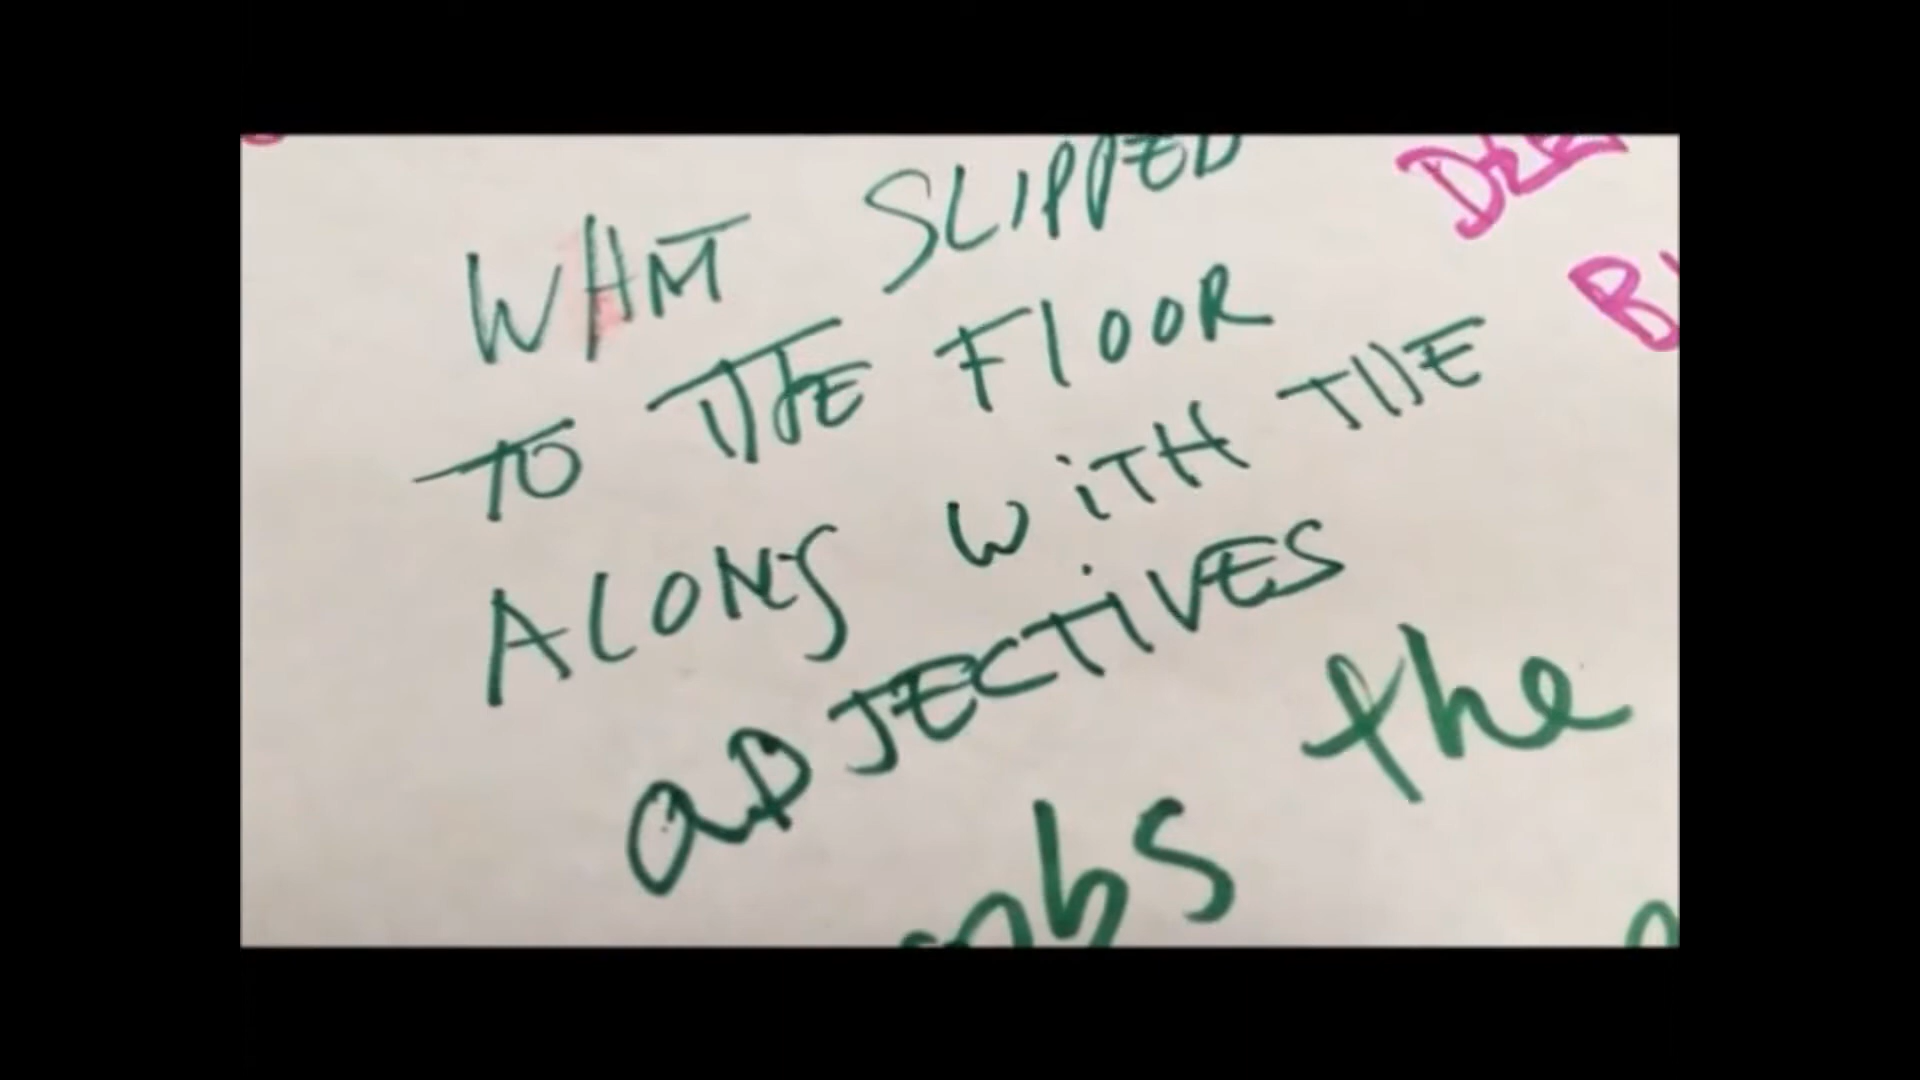 WHAT SLIPPED
TO THE FLOOR
ALONG WITH THE
aDJECTIVES
the